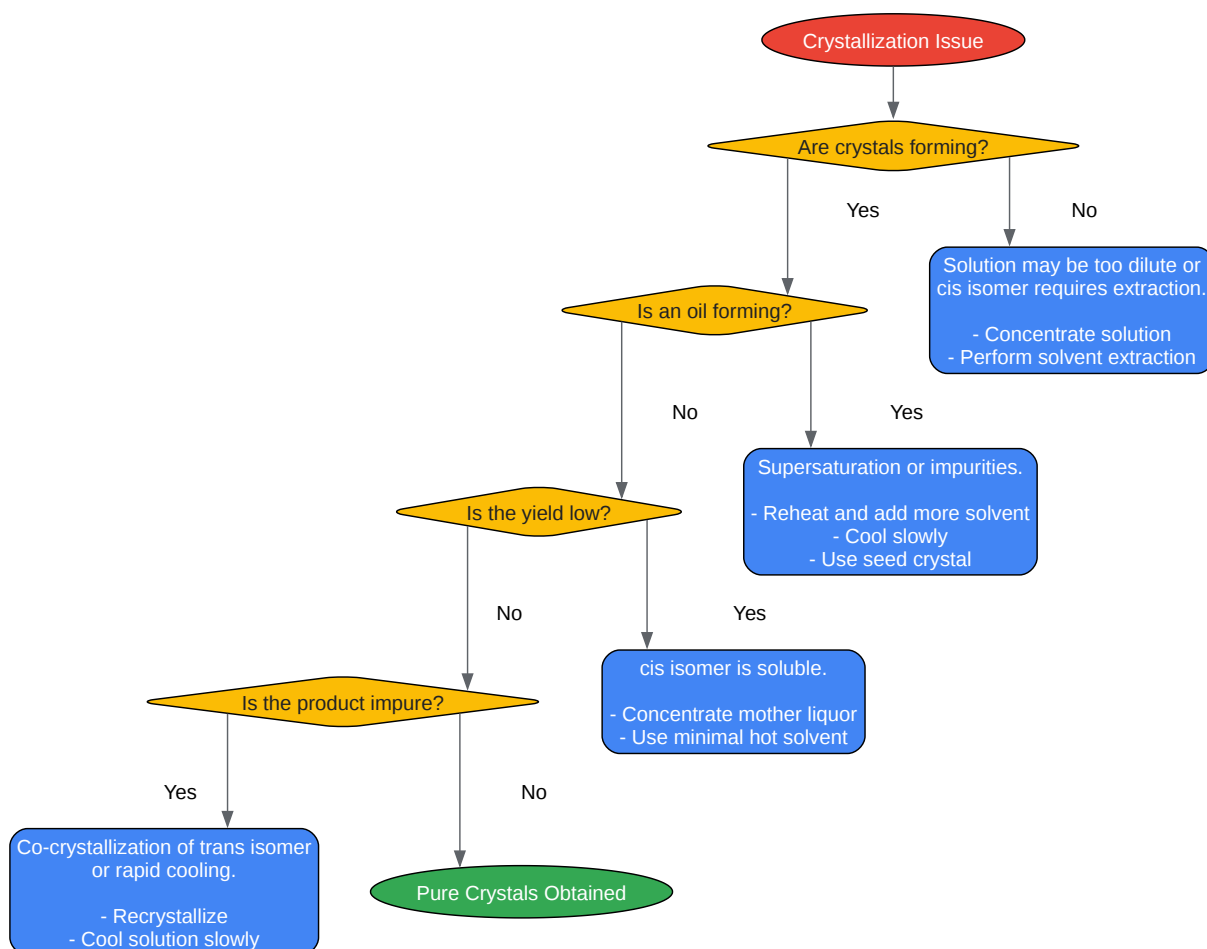 Crystallization Issue
Are crystals forming?
Yes
No
Solution may be too dilute or
cis isomer requires extraction.
- Concentrate solution
- Perform solvent extraction
Is an oil forming?
No
Yes
Supersaturation or impurities.
- Reheat and add more solvent
- Cool slowly
- Use seed crystal
Is the yield low?
No
Yes
cis isomer is soluble.
- Concentrate mother liquor
- Use minimal hot solvent
Is the product impure?
Yes
No
Co-crystallization of trans isomer
or rapid cooling.
- Recrystallize
- Cool solution slowly
Pure Crystals Obtained